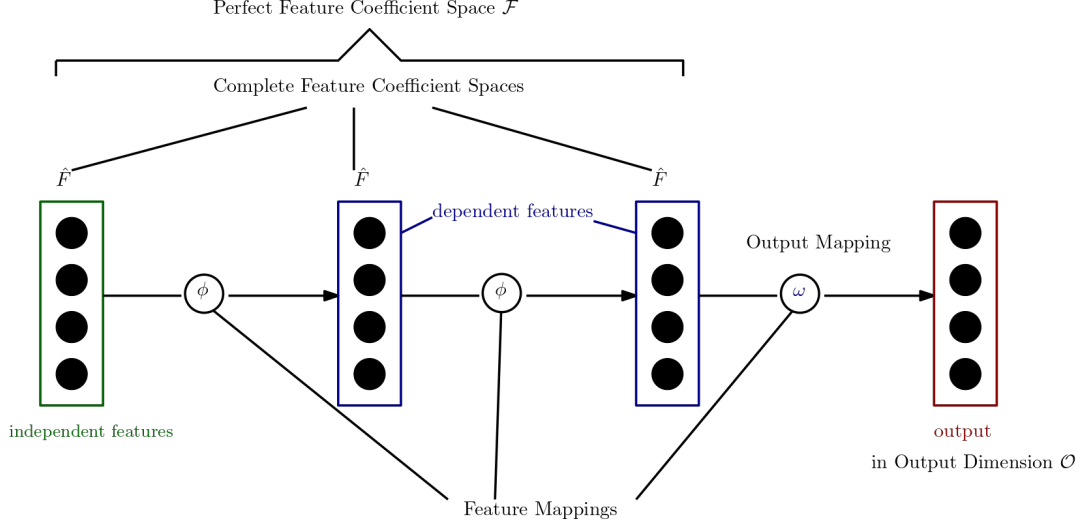 Perfect Feature Coefficient Space 𝓕
Complete Feature Coefficient Spaces
F̂ F̂ F̂
dependent features
Output Mapping
ϕ ϕ ω
independent features
output
in Output Dimension 𝒪
Feature Mappings